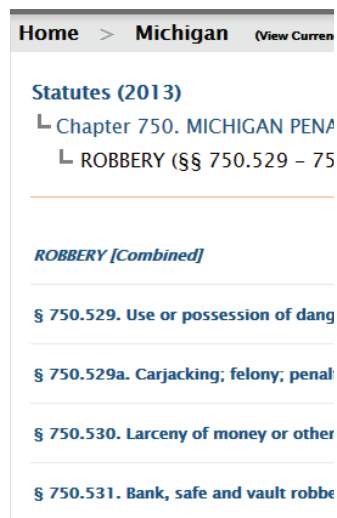 Home > Michigan (View Curren
Statutes (2013)
Chapter 750. MICHIGAN PENA
ROBBERY (§§ 750.529 – 75
ROBBERY [Combined]
§ 750.529. Use or possession of dang
§ 750.529a. Carjacking; felony; penal
§ 750.530. Larceny of money or other
§ 750.531. Bank, safe and vault robbe